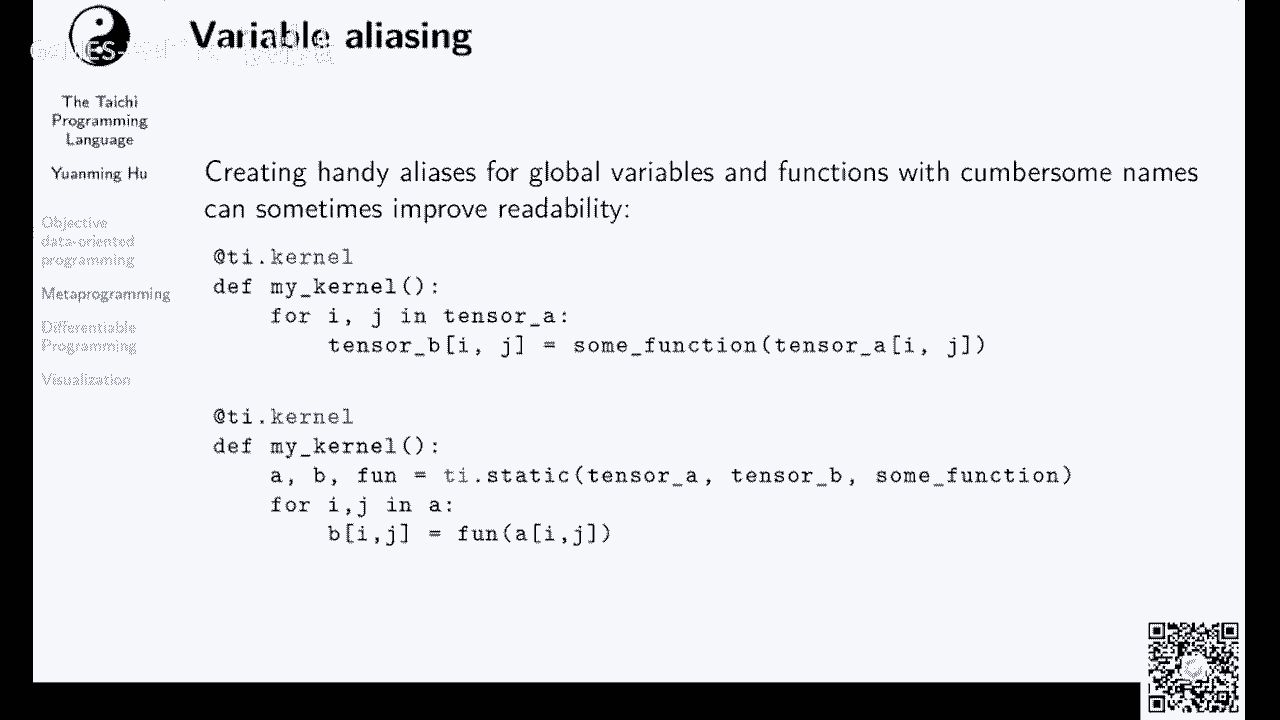 Variable aliasing
The Taichi
Programming
Language
Yuanming Hu
Objective
data-oriented
programming
Metaprogramming
Differentiable
Programming
Visualization
Creating handy aliases for global variables and functions with cumbersome names
can sometimes improve readability:
@ti.kernel
def my_kernel():
    for i, j in tensor_a:
        tensor_b[i, j] = some_function(tensor_a[i, j])
@ti.kernel
def my_kernel():
    a, b, fun = ti.static(tensor_a, tensor_b, some_function)
    for i,j in a:
        b[i,j] = fun(a[i,j])